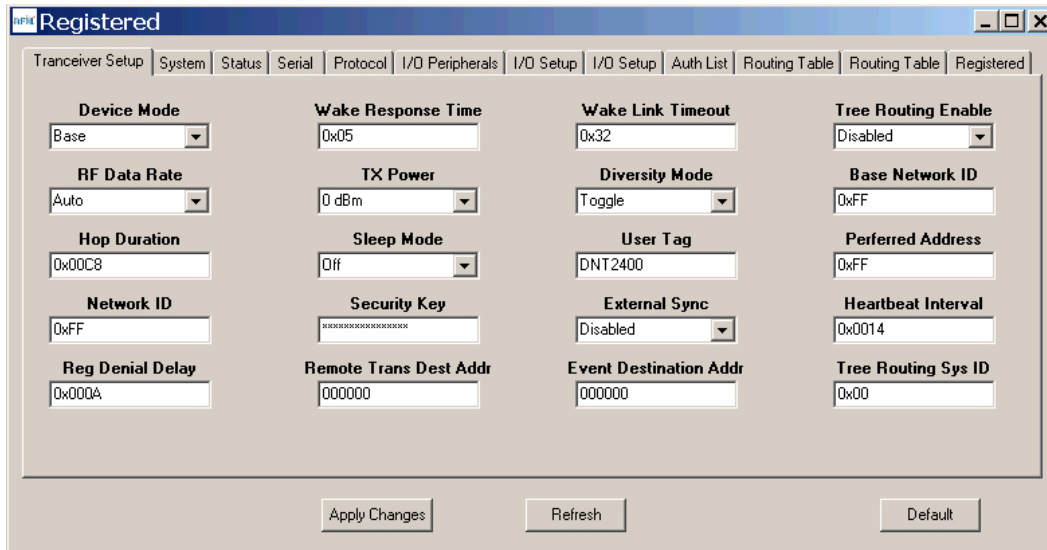 RFM Registered
Tranceiver Setup System Status Serial Protocol I/O Peripherals I/O Setup I/O Setup Auth List Routing Table Routing Table Registered
Device Mode Wake Response Time Wake Link Timeout Tree Routing Enable
Base 0x05 0x32 Disabled
RF Data Rate TX Power Diversity Mode Base Network ID
Auto 0 dBm Toggle 0xFF
Hop Duration Sleep Mode User Tag Perferred Address
0x00C8 Off DNT2400 0xFF
Network ID Security Key External Sync Heartbeat Interval
0xFF **************** Disabled 0x0014
Reg Denial Delay Remote Trans Dest Addr Event Destination Addr Tree Routing Sys ID
0x000A 000000 000000 0x00
Apply Changes Refresh Default